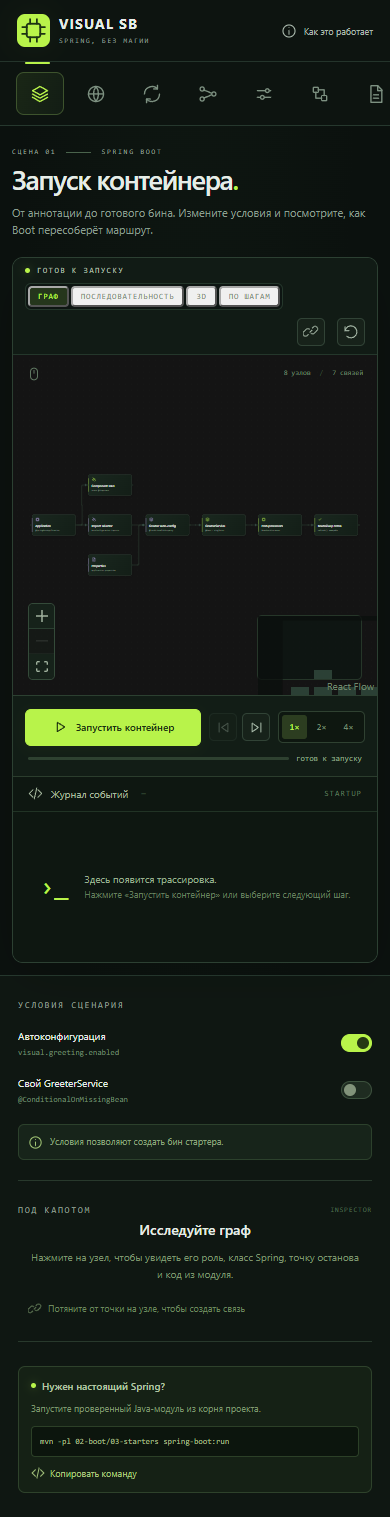 VISUAL SB
SPRING, БЕЗ МАГИИ
Как это работает
СЦЕНА 01
SPRING BOOT
Запуск контейнера.
От аннотации до готового бина. Измените условия и посмотрите, как
Boot пересоберёт маршрут.
ГОТОВ К ЗАПУСКУ
ГРАФ
ПОСЛЕДОВАТЕЛЬНОСТЬ
3D
ПО ШАГАМ
8 узлов / 7 связей
React Flow
Запустить контейнер
1×
2×
4×
готов к запуску
Журнал событий
STARTUP
Здесь появится трассировка.
Нажмите «Запустить контейнер» или выберите следующий шаг.
УСЛОВИЯ СЦЕНАРИЯ
Автоконфигурация
visual.greeting.enabled
Свой GreeterService
@ConditionalOnMissingBean
Условия позволяют создать бин стартера.
ПОД КАПОТОМ
INSPECTOR
Исследуйте граф
Нажмите на узел, чтобы увидеть его роль, класс Spring, точку останова
и код из модуля.
Потяните от точки на узле, чтобы создать связь
Нужен настоящий Spring?
Запустите проверенный Java-модуль из корня проекта.
mvn -pl 02-boot/03-starters spring-boot:run
Копировать команду